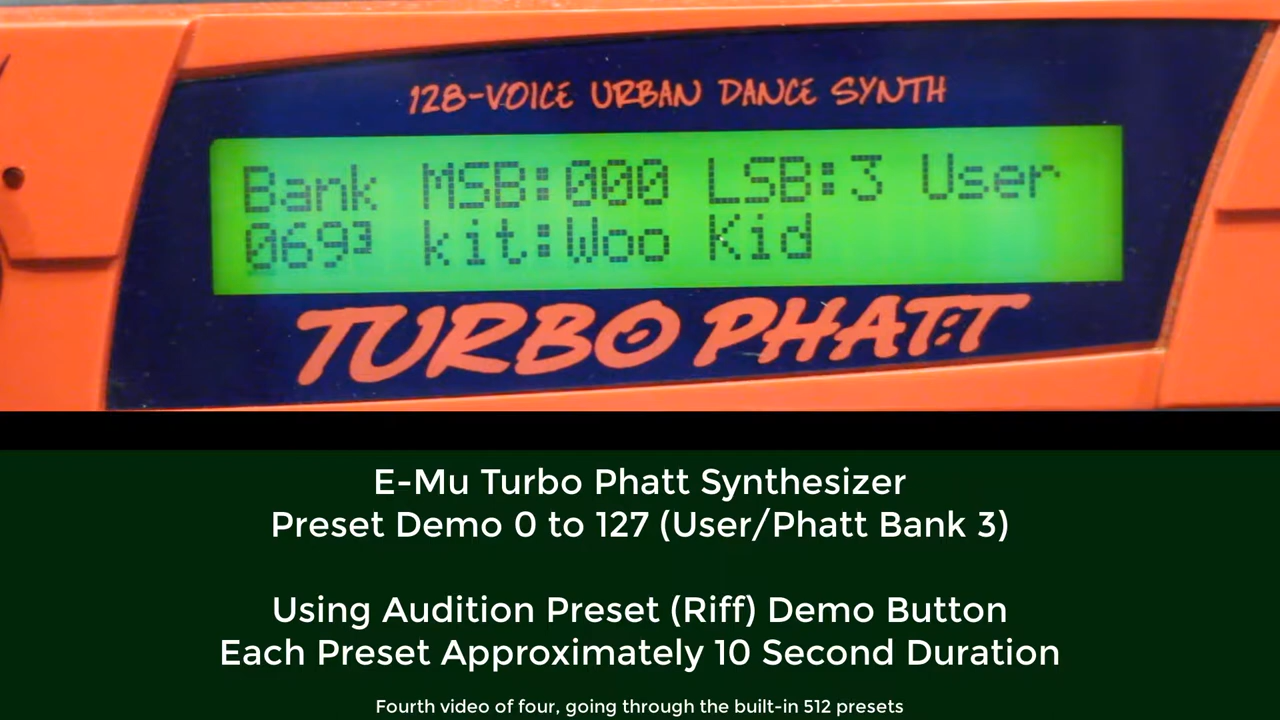 128-VOICE URBAN DANCE SYNTH
Bank MSB:000 LSB:3 User
069³ kit:Woo Kid
TURBO PHATT
E-Mu Turbo Phatt Synthesizer
Preset Demo 0 to 127 (User/Phatt Bank 3)
Using Audition Preset (Riff) Demo Button
Each Preset Approximately 10 Second Duration
Fourth video of four, going through the built-in 512 presets